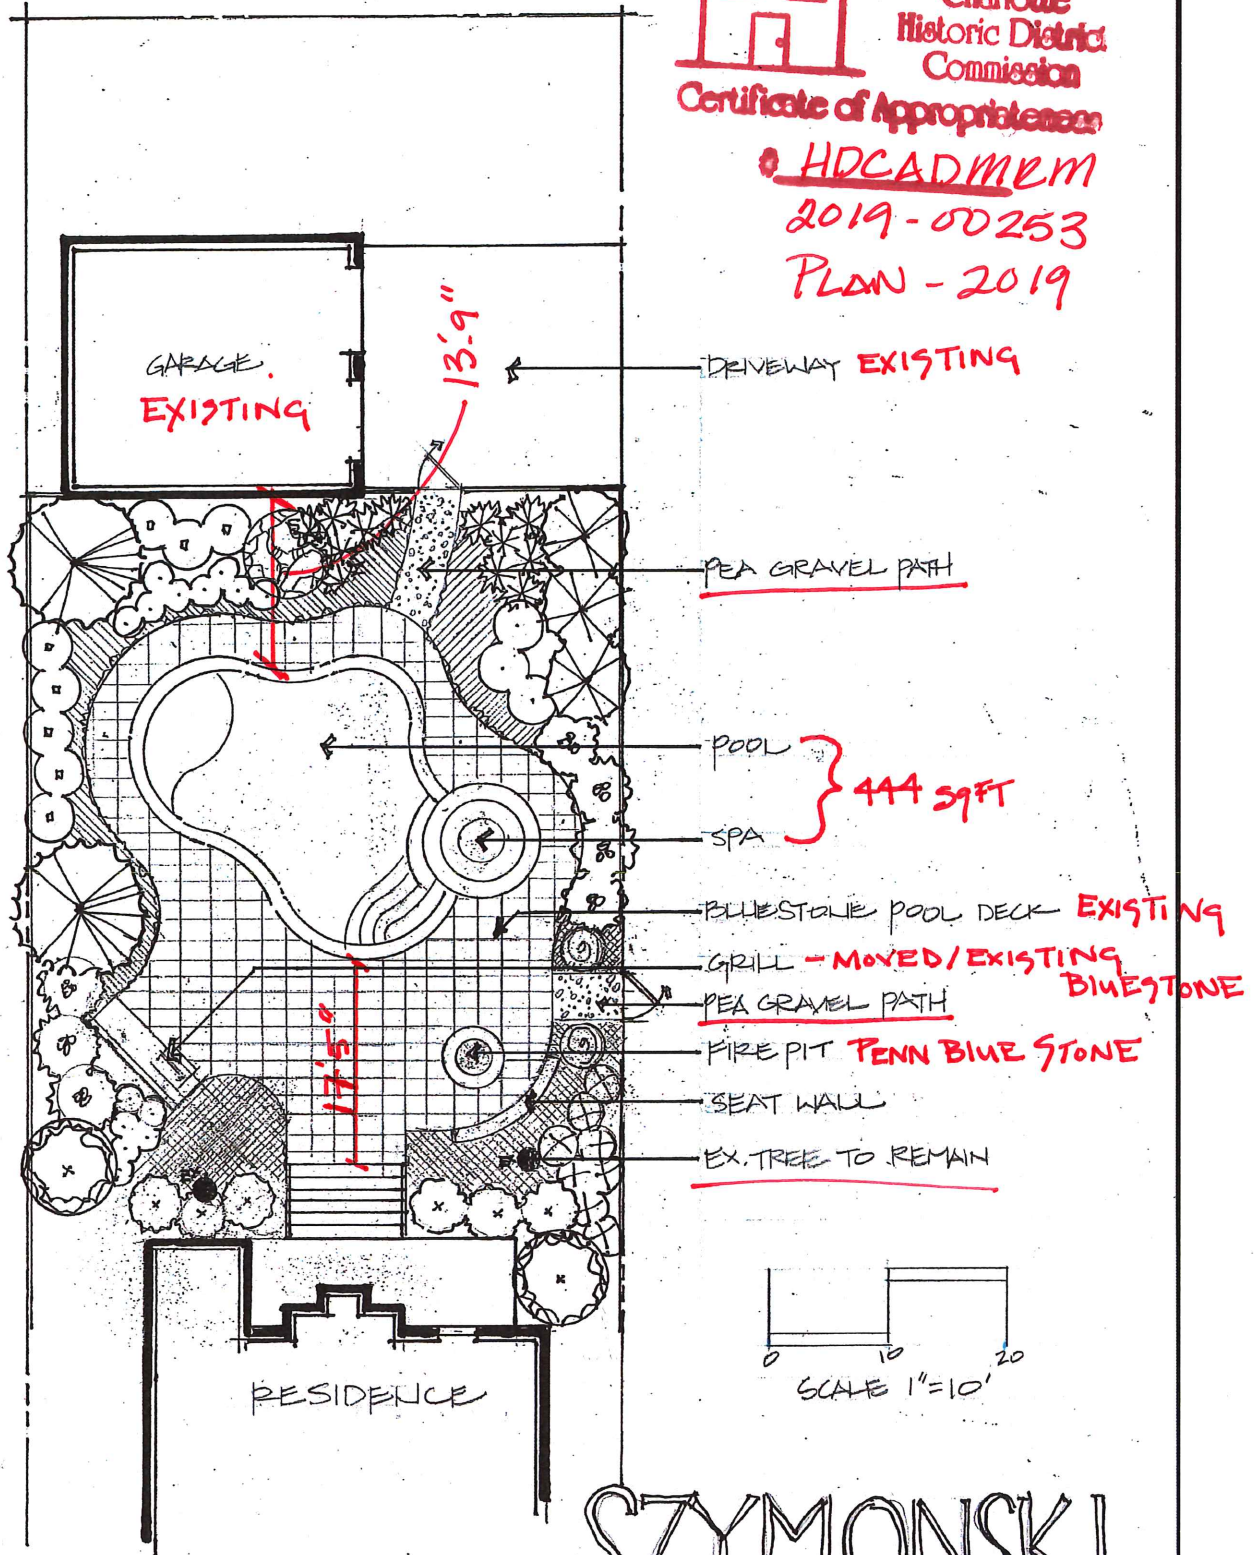 Charlotte
Historic District
Commission
Certificate of Appropriateness
HDCADMRM
2019-00253
PLAN - 2019
13'-9"
GARAGE.
EXISTING
DRIVEWAY EXISTING
PEA GRAVEL PATH
POOL
444 SQFT
SPA
BLUESTONE POOL DECK EXISTING
GRILL - MOVED/EXISTING
BLUESTONE
PEA GRAVEL PATH
FIRE PIT PENN BLUE STONE
17'5"
SEAT WALL
EX. TREE TO REMAIN
0 10 20
SCALE 1"=10'
RESIDENCE
SZYMONSKI